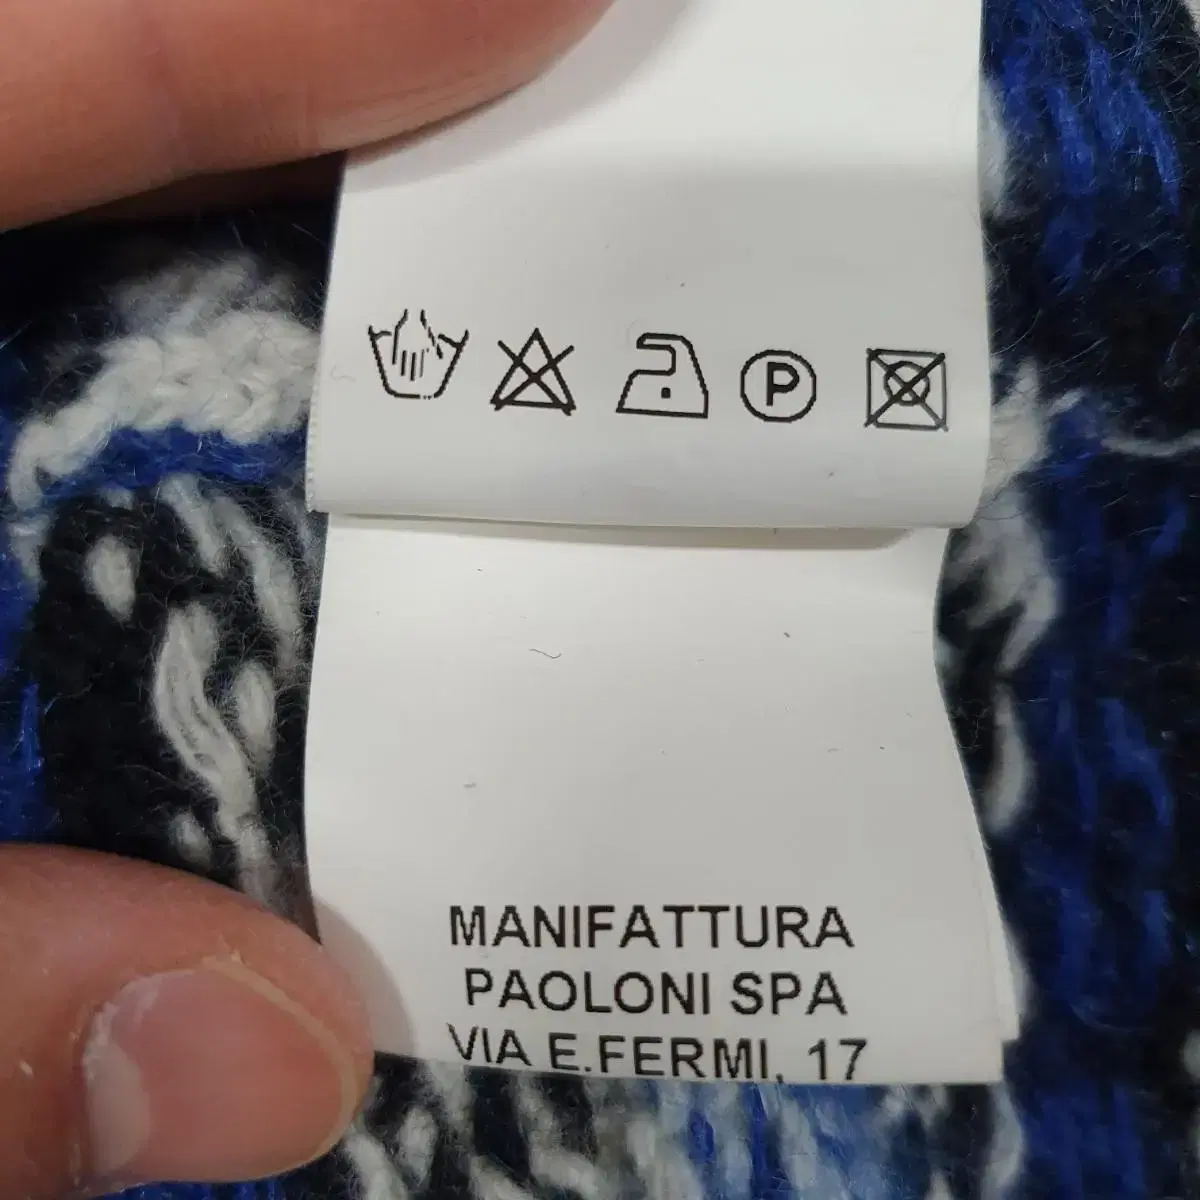 P
MANIFATTURA
PAOLONI SPA
VIA E.FERMI, 17